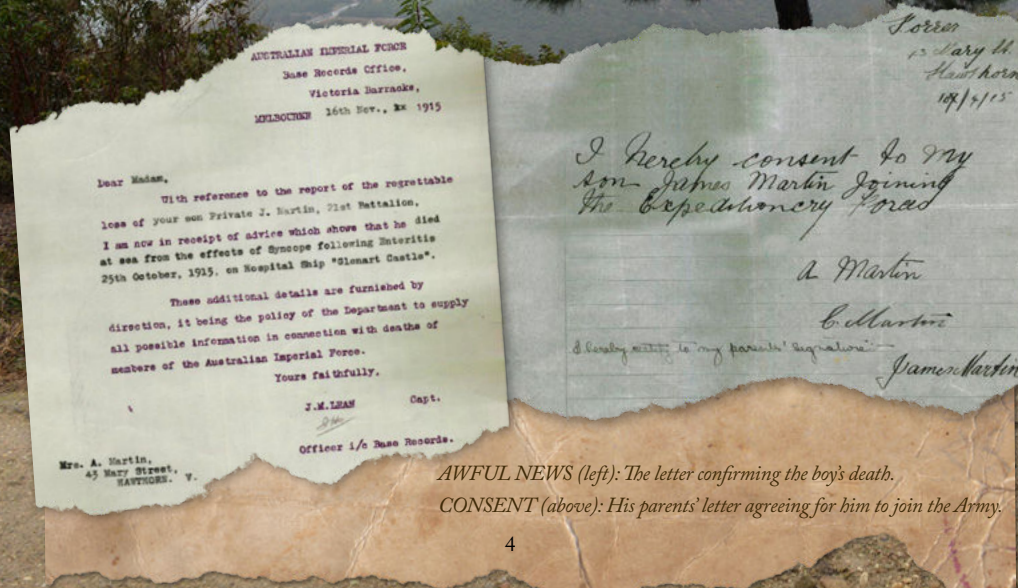 AUSTRALIAN IMPERIAL FORCE
Base Records Office,
Victoria Barracks,
MELBOURNE 16th Nov., 1915
Dear Madam,
With reference to the report of the regrettable
loss of your son Private J. Martin, 21st Battalion,
I am now in receipt of advice which shows that he died
at sea from the effects of Syncope following Enteritis
25th October, 1915, on Hospital Ship "Glenart Castle".
These additional details are furnished by
direction, it being the policy of the Department to supply
all possible information in connection with deaths of
members of the Australian Imperial Force.
Yours faithfully,
J.M.LEAN Capt.
Officer i/c Base Records.
Mrs. A. Martin,
43 Mary Street,
HAWTHORN. V.
Mary St.
Hawthorn
/4/15
I hereby consent to my
son James Martin Joining
the Expeditioncry Forces
A Martin
C. Martin
I hereby to my parents' signature
James Martin
AWFUL NEWS (left): The letter confirming the boy's death.
CONSENT (above): His parents' letter agreeing for him to join the Army.
4